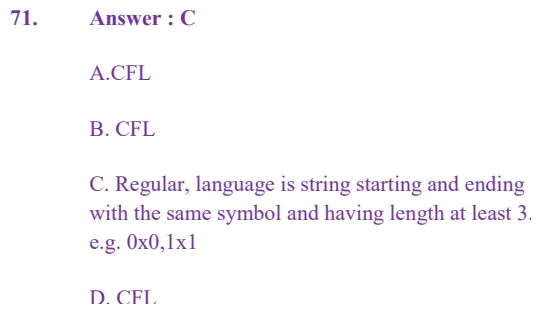 71. Answer : C
A.CFL
B. CFL
C. Regular, language is string starting and ending
with the same symbol and having length at least 3.
e.g. 0x0,1x1
D. CFL